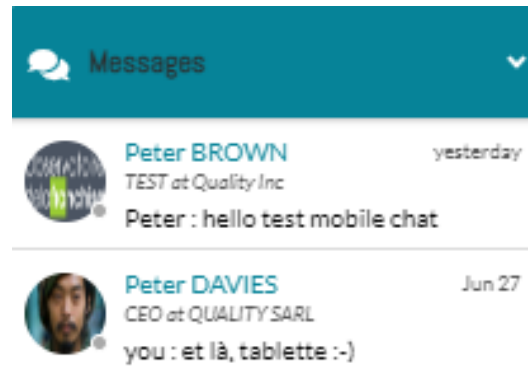 Messages
Peter BROWN yesterday
TEST at Quality Inc
Peter : hello test mobile chat
Peter DAVIES Jun 27
CEO at QUALITY SARL
you : et là, tablette :-)